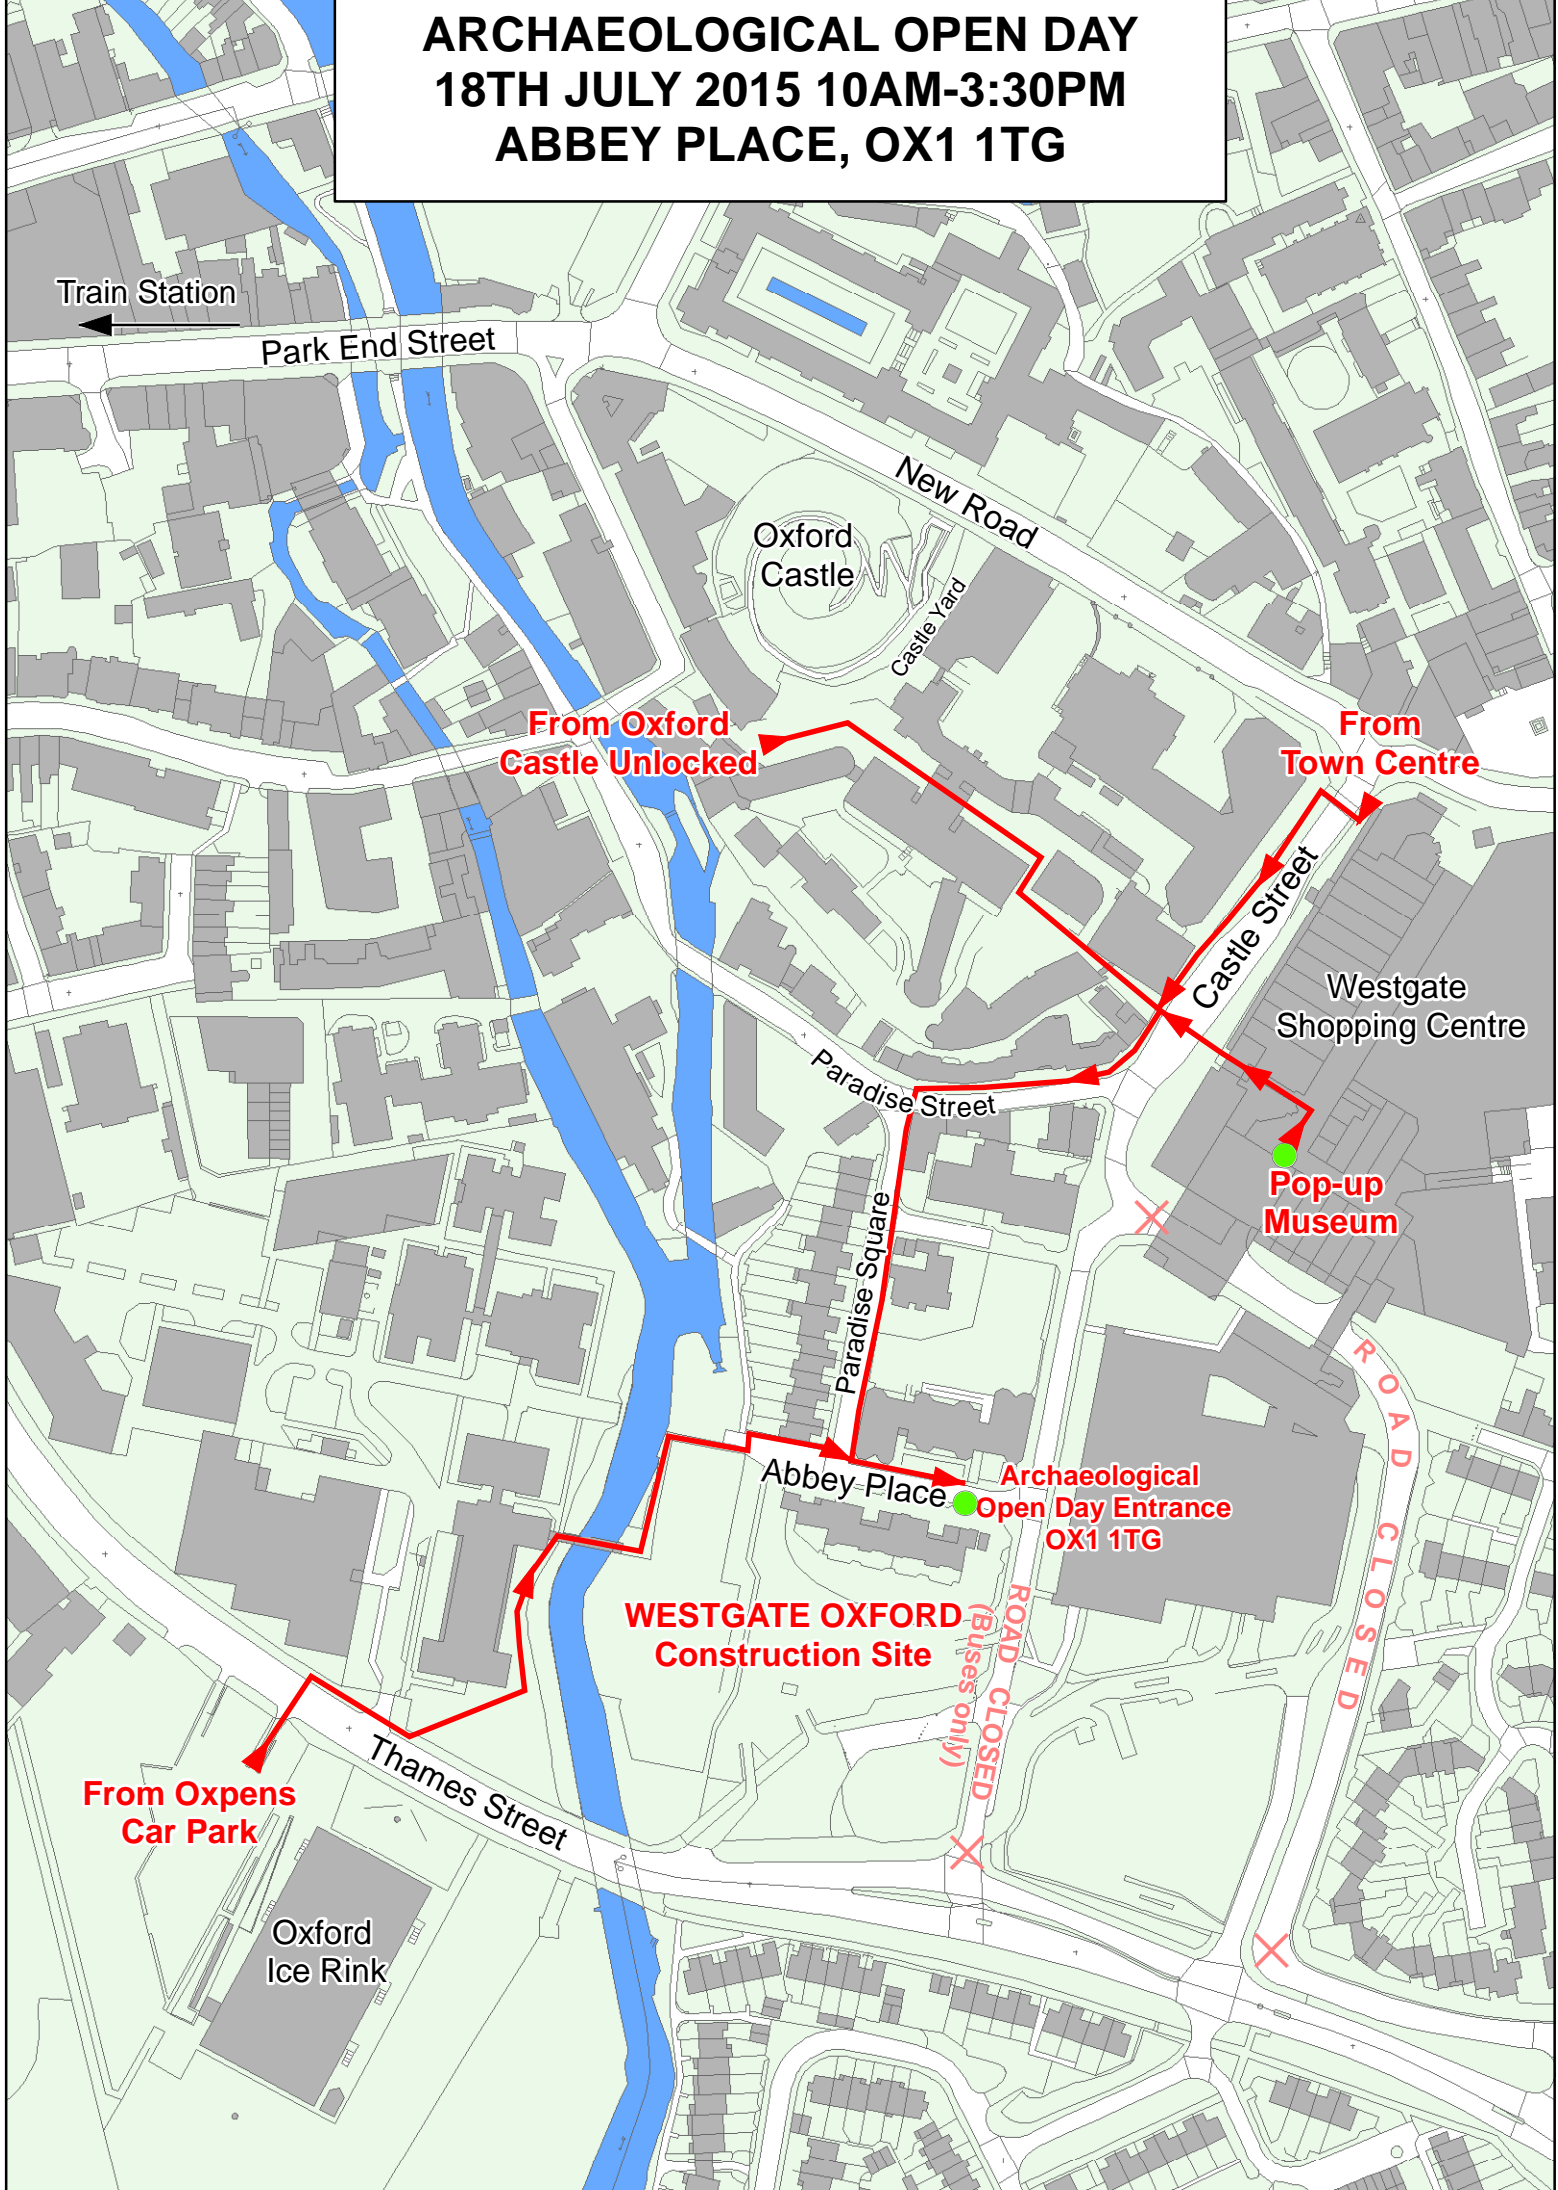 ARCHAEOLOGICAL OPEN DAY
18TH JULY 2015 10AM-3:30PM
ABBEY PLACE, OX1 1TG
Train Station
Park End Street
New Road
Oxford
Castle
Castle Yard
From Oxford
Castle Unlocked
From
Town Centre
Castle Street
Westgate
Shopping Centre
Paradise Street
Pop-up
Museum
Paradise Square
ROAD CLOSED
Abbey Place
Archaeological
Open Day Entrance
OX1 1TG
WESTGATE OXFORD
Construction Site
ROAD CLOSED
(Buses only)
Thames Street
From Oxpens
Car Park
Oxford
Ice Rink